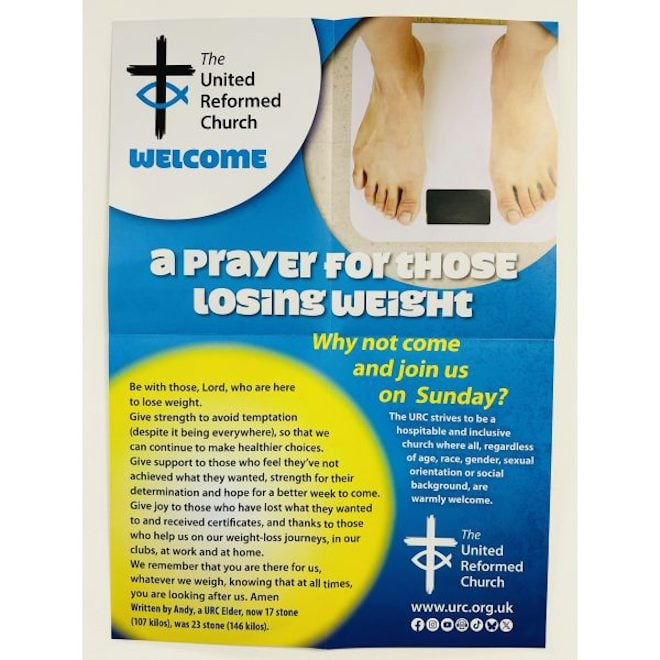 The
United
Reformed
Church
WELCOME
a prayer for those
losing weight
Why not come
and join us
on Sunday?
Be with those, Lord, who are here
to lose weight.
Give strength to avoid temptation
(despite it being everywhere), so that we
can continue to make healthier choices.
Give support to those who feel they've not
achieved what they wanted, strength for their
determination and hope for a better week to come.
Give joy to those who have lost what they wanted
to and received certificates, and thanks to those
who help us on our weight-loss journeys, in our
clubs, at work and at home.
We remember that you are there for us,
whatever we weigh, knowing that at all times,
you are looking after us. Amen
Written by Andy, a URC Elder, now 17 stone
(107 kilos), was 23 stone (146 kilos).
The URC strives to be a
hospitable and inclusive
church where all, regardless
of age, race, gender, sexual
orientation or social
background, are
warmly welcome.
The
United
Reformed
Church
www.urc.org.uk